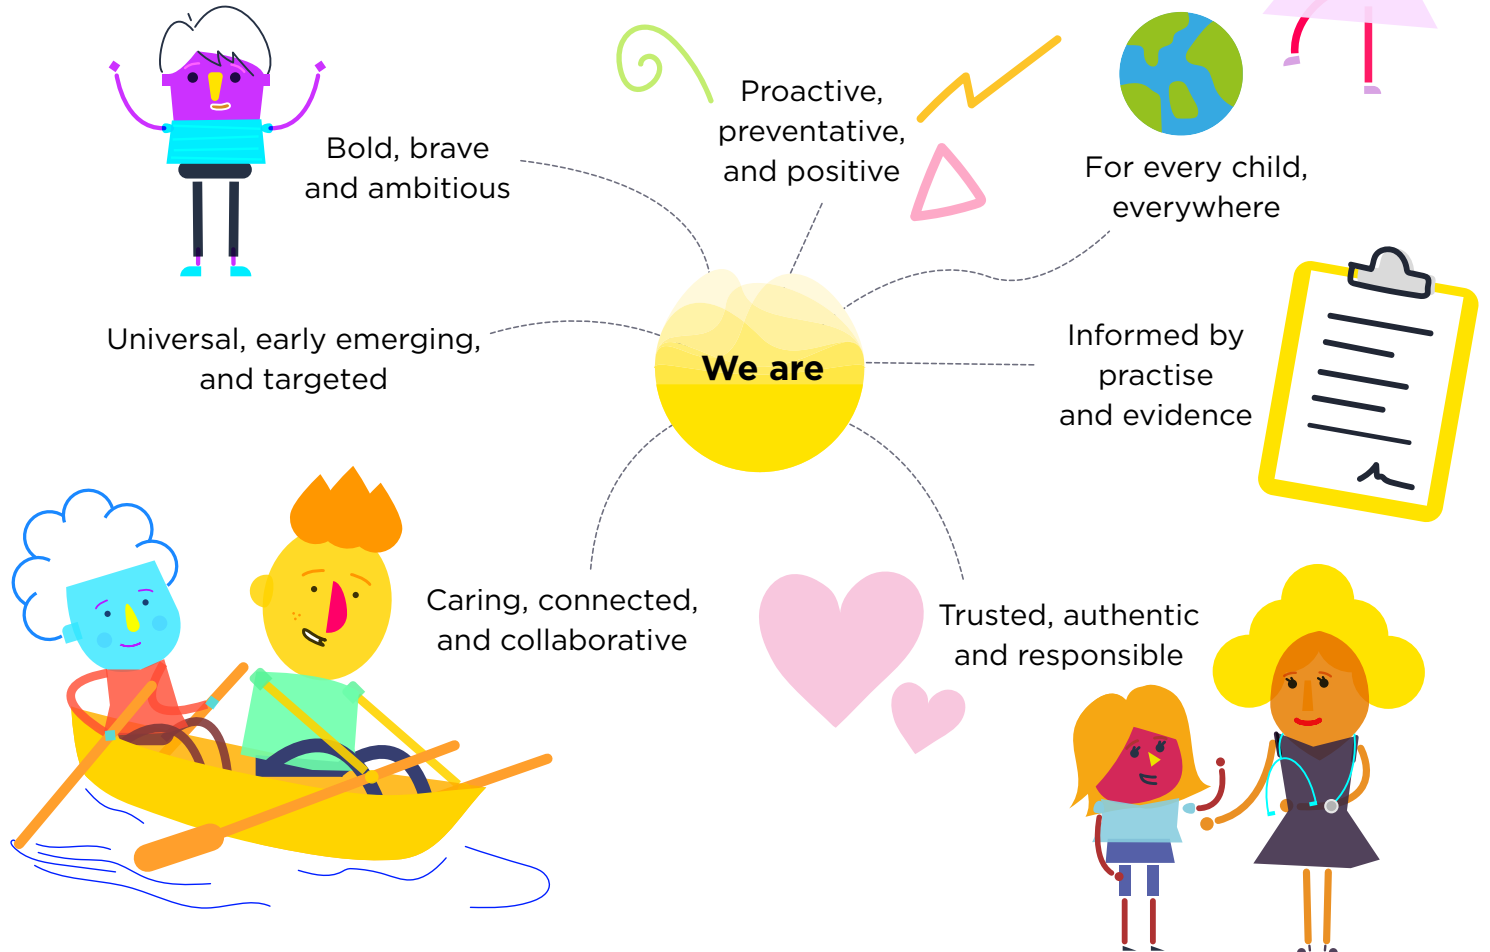 Proactive,
preventative,
and positive
Bold, brave
and ambitious
For every child,
everywhere
Universal, early emerging,
and targeted
We are
Informed by
practise
and evidence
Caring, connected,
and collaborative
Trusted, authentic
and responsible